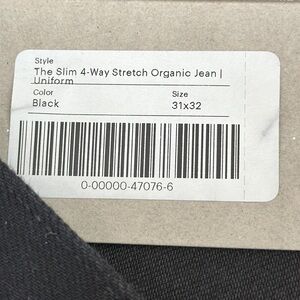 Style
The Slim 4-Way Stretch Organic Jean |
Uniform
Color Size
Black 31x32
0-00000-47076-6